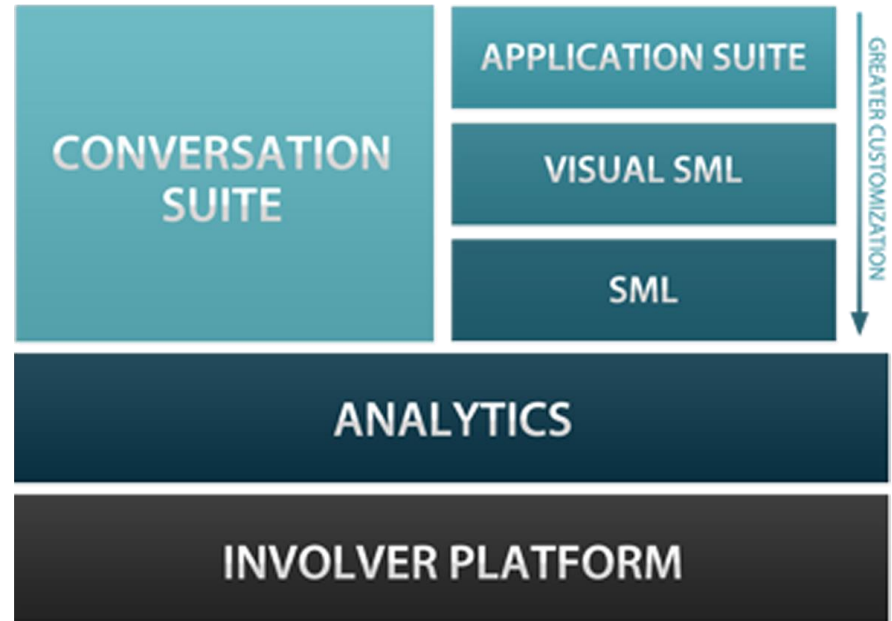 CONVERSATION
SUITE
APPLICATION SUITE
VISUAL SML
SML
GREATER CUSTOMIZATION
ANALYTICS
INVOLVER PLATFORM